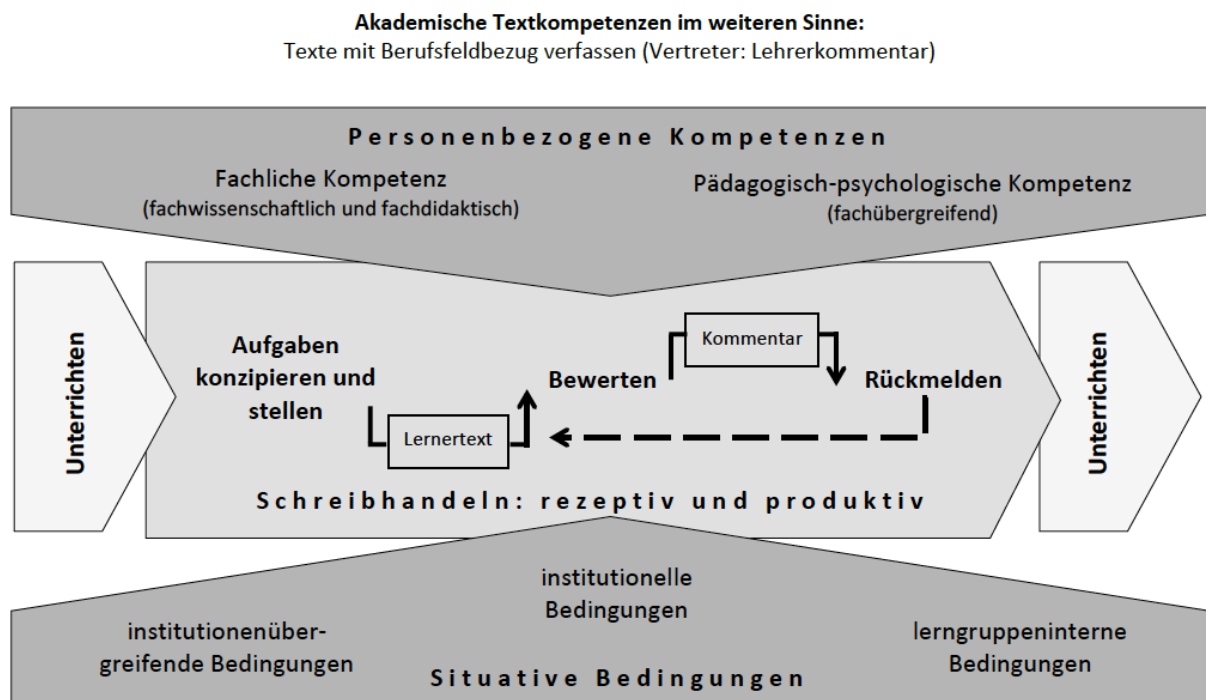 Akademische Textkompetenzen im weiteren Sinne:
Texte mit Berufsfeldbezug verfassen (Vertreter: Lehrerkommentar)
Personenbezogene Kompetenzen
Fachliche Kompetenz
(fachwissenschaftlich und fachdidaktisch)
Pädagogisch-psychologische Kompetenz
(fachübergreifend)
Unterrichten
Aufgaben
konzipieren und
stellen
Lernertext
Bewerten
Kommentar
Rückmelden
Unterrichten
Schreibhandeln: rezeptiv und produktiv
institutionelle
Bedingungen
institutionenüber-
greifende Bedingungen
lerngruppeninterne
Bedingungen
Situative Bedingungen